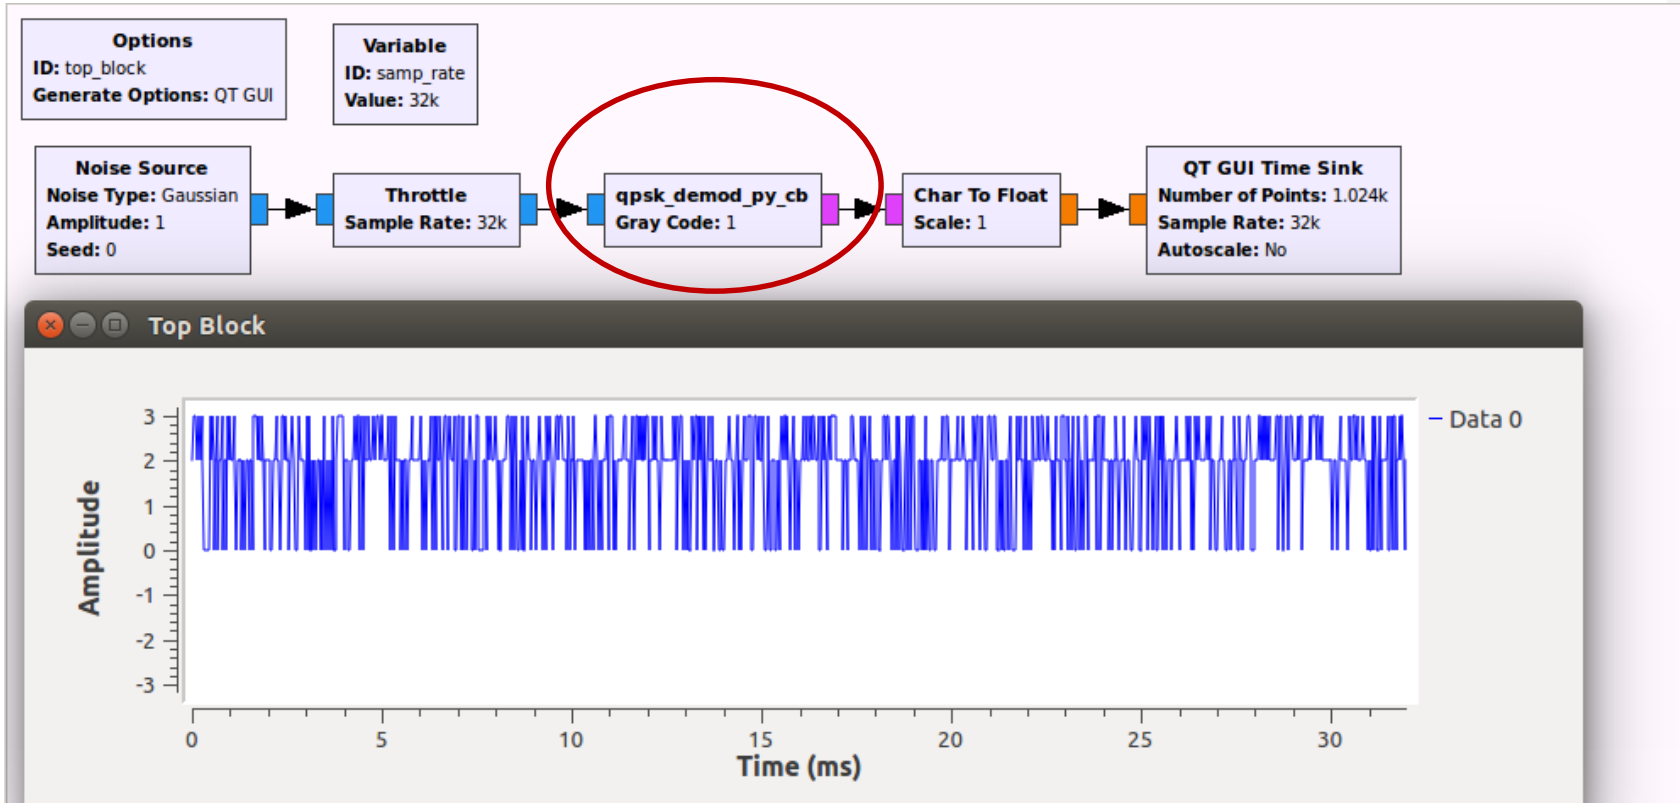 Options
ID: top_block
Generate Options: QT GUI
Variable
ID: samp_rate
Value: 32k
Noise Source
Noise Type: Gaussian
Amplitude: 1
Seed: 0
Throttle
Sample Rate: 32k
qpsk_demod_py_cb
Gray Code: 1
Char To Float
Scale: 1
QT GUI Time Sink
Number of Points: 1.024k
Sample Rate: 32k
Autoscale: No
Top Block
3
2
1
0
-1
-2
-3
Amplitude
Data 0
0 5 10 15 20 25 30
Time (ms)